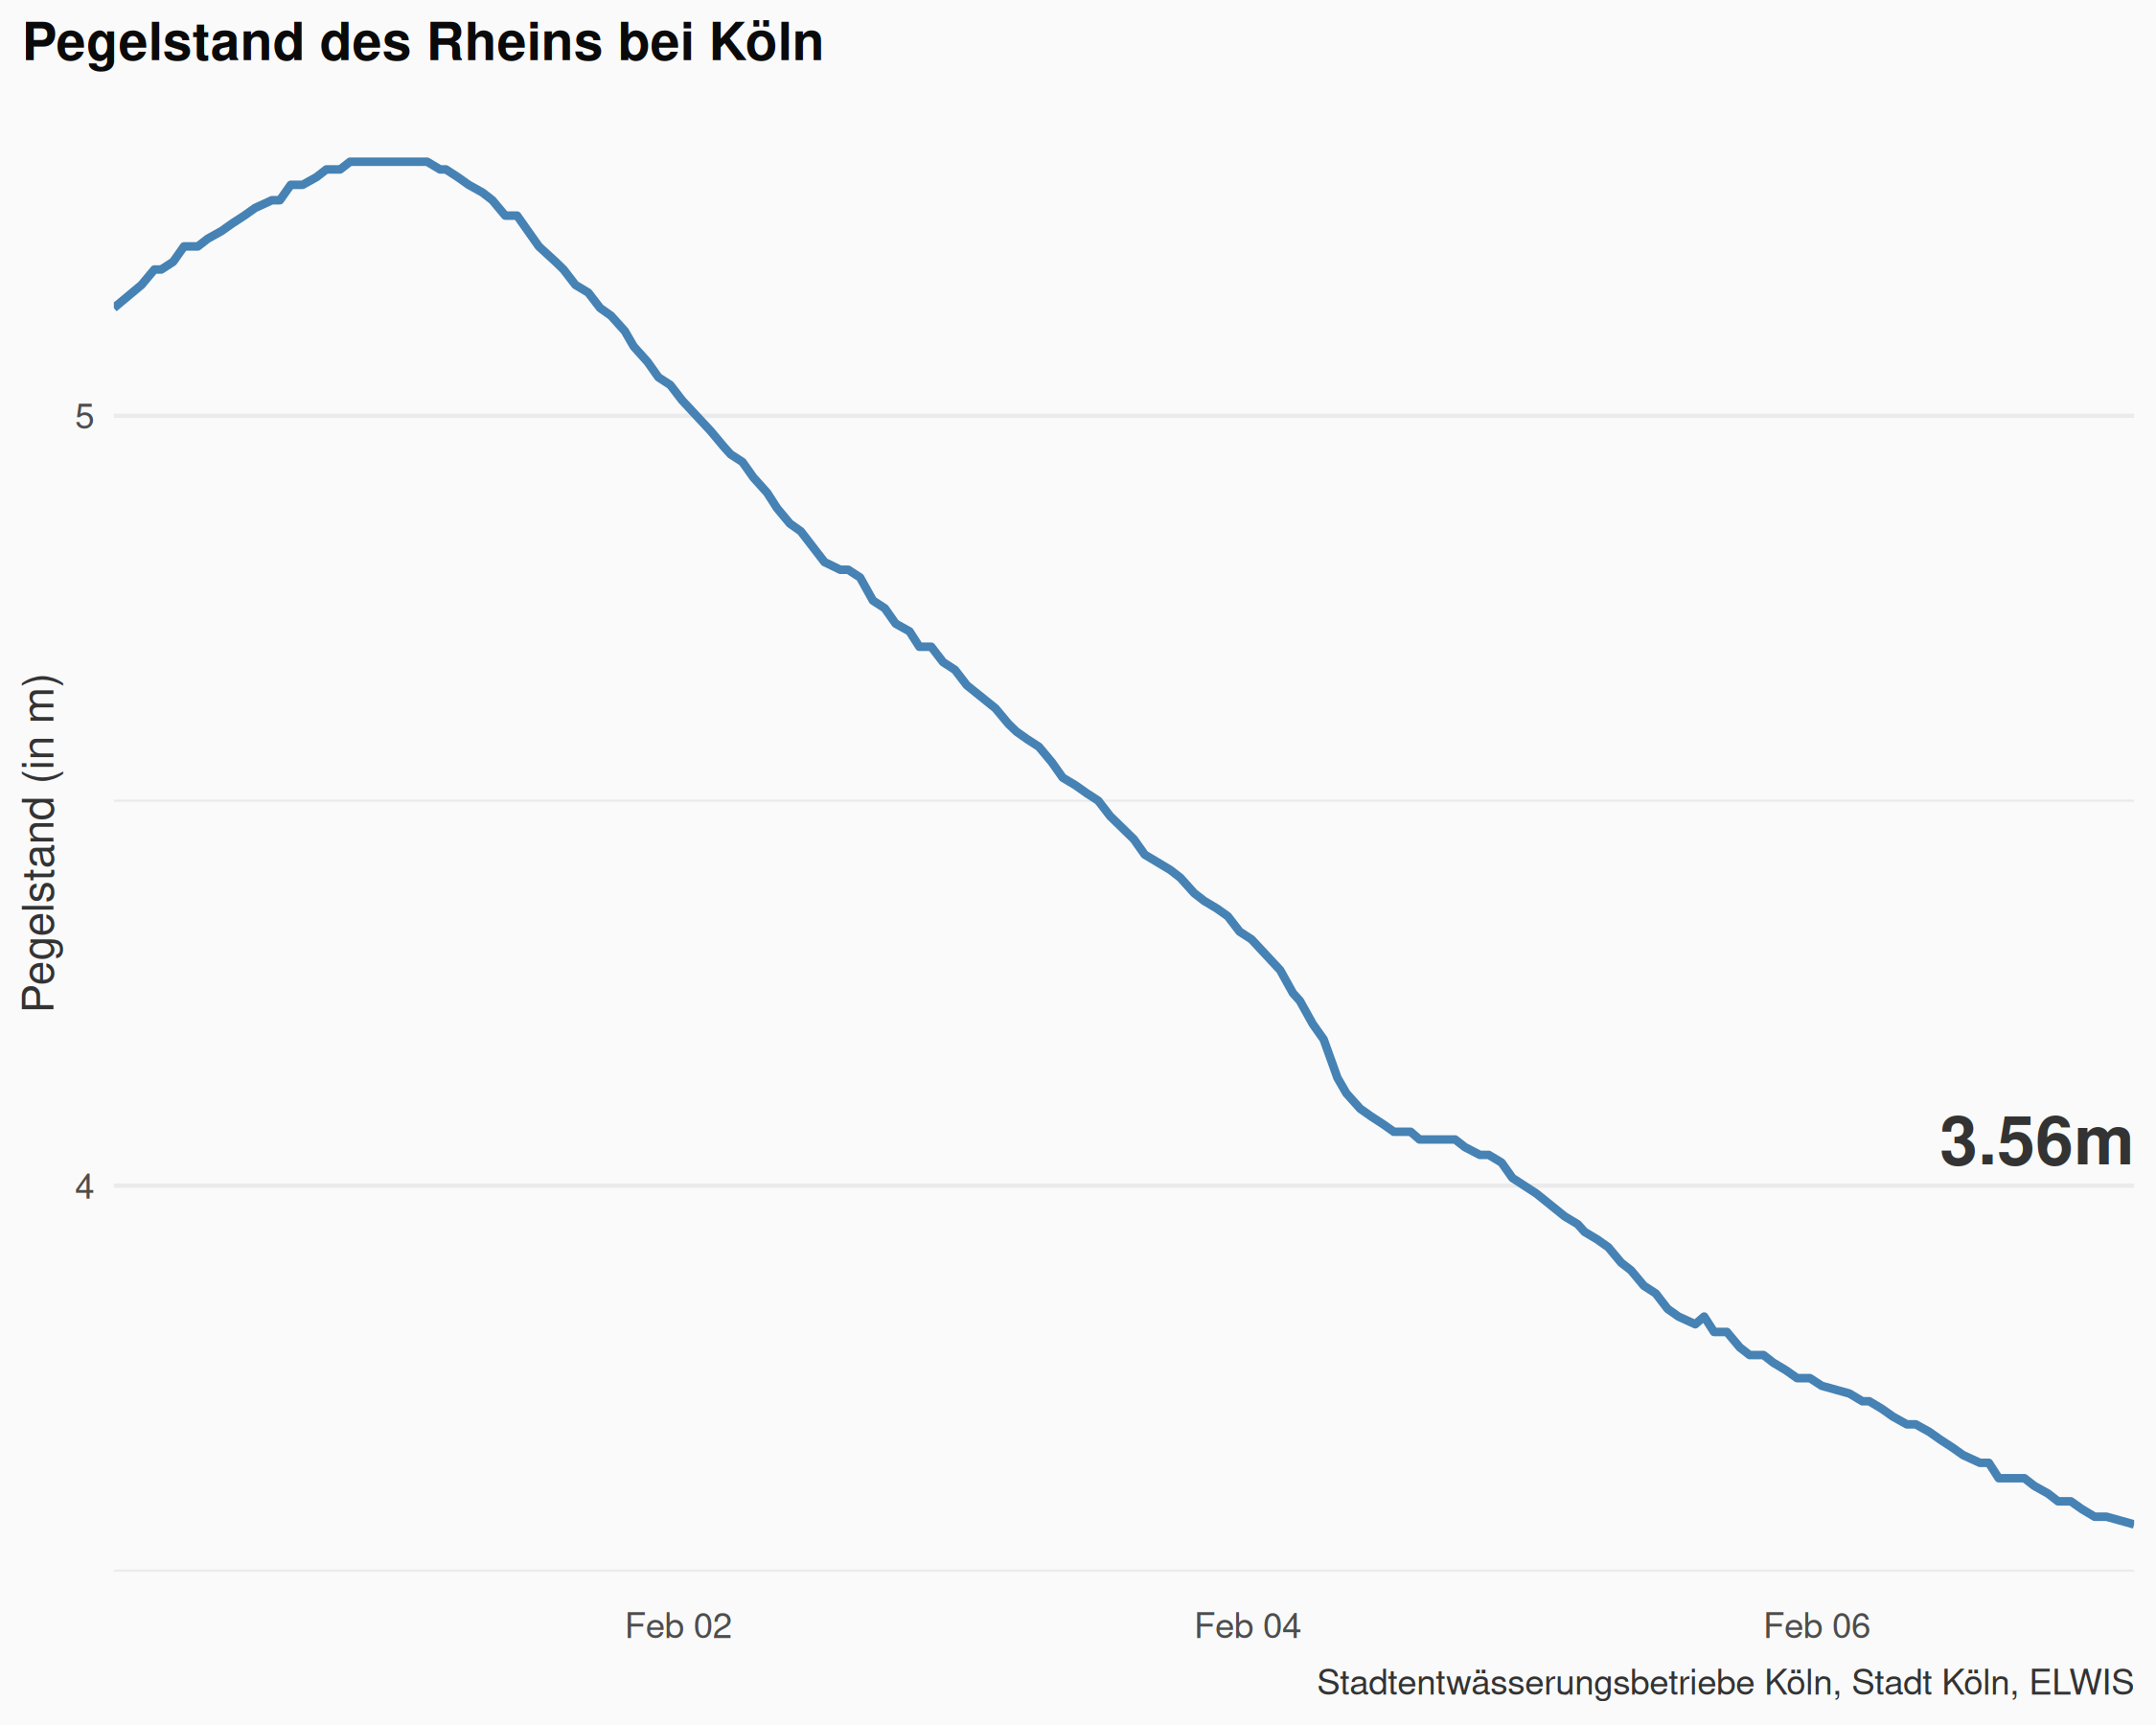 Pegelstand des Rheins bei Köln
Pegelstand (in m)
5
4
3.56m
Feb 02
Feb 04
Feb 06
Stadtentwässerungsbetriebe Köln, Stadt Köln, ELWIS